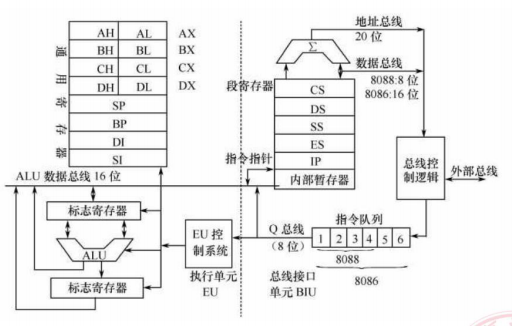 AH AL AX
BH BL BX
CH CL CX
DH DL DX
SP
BP
DI
SI
通用寄存器
ALU 数据总线 16 位
标志寄存器
ALU
标志寄存器
EU 控制系统
执行单元
EU
地址总线
20 位
Σ
数据总线
8088:8 位
8086:16 位
段寄存器
CS
DS
SS
ES
指令指针
IP
内部暂存器
总线控制逻辑
外部总线
Q 总线
(8 位)
指令队列
1 2 3 4 5 6
8088
8086
总线接口
单元 BIU